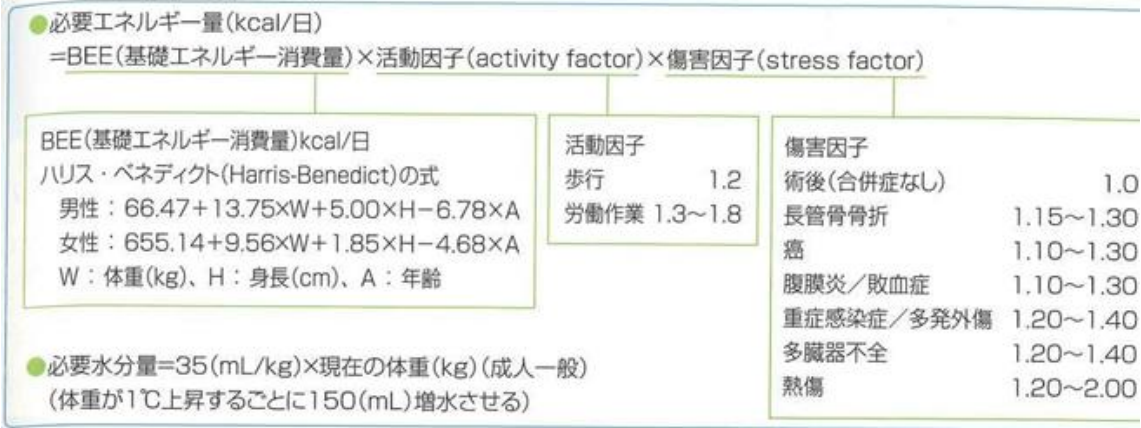 ●必要エネルギー量(kcal/日)
=BEE(基礎エネルギー消費量)×活動因子(activity factor)×傷害因子(stress factor)
BEE(基礎エネルギー消費量)kcal/日
ハリス・ベネディクト(Harris-Benedict)の式
男性：66.47+13.75×W+5.00×H−6.78×A
女性：655.14+9.56×W+1.85×H−4.68×A
W：体重(kg)、H：身長(cm)、A：年齢
活動因子
歩行 1.2
労働作業 1.3～1.8
傷害因子
術後(合併症なし) 1.0
長管骨骨折 1.15～1.30
癌 1.10～1.30
腹膜炎／敗血症 1.10～1.30
重症感染症／多発外傷 1.20～1.40
多臓器不全 1.20～1.40
熱傷 1.20～2.00
●必要水分量=35(mL/kg)×現在の体重(kg)(成人一般)
(体重が1℃上昇するごとに150(mL)増水させる)